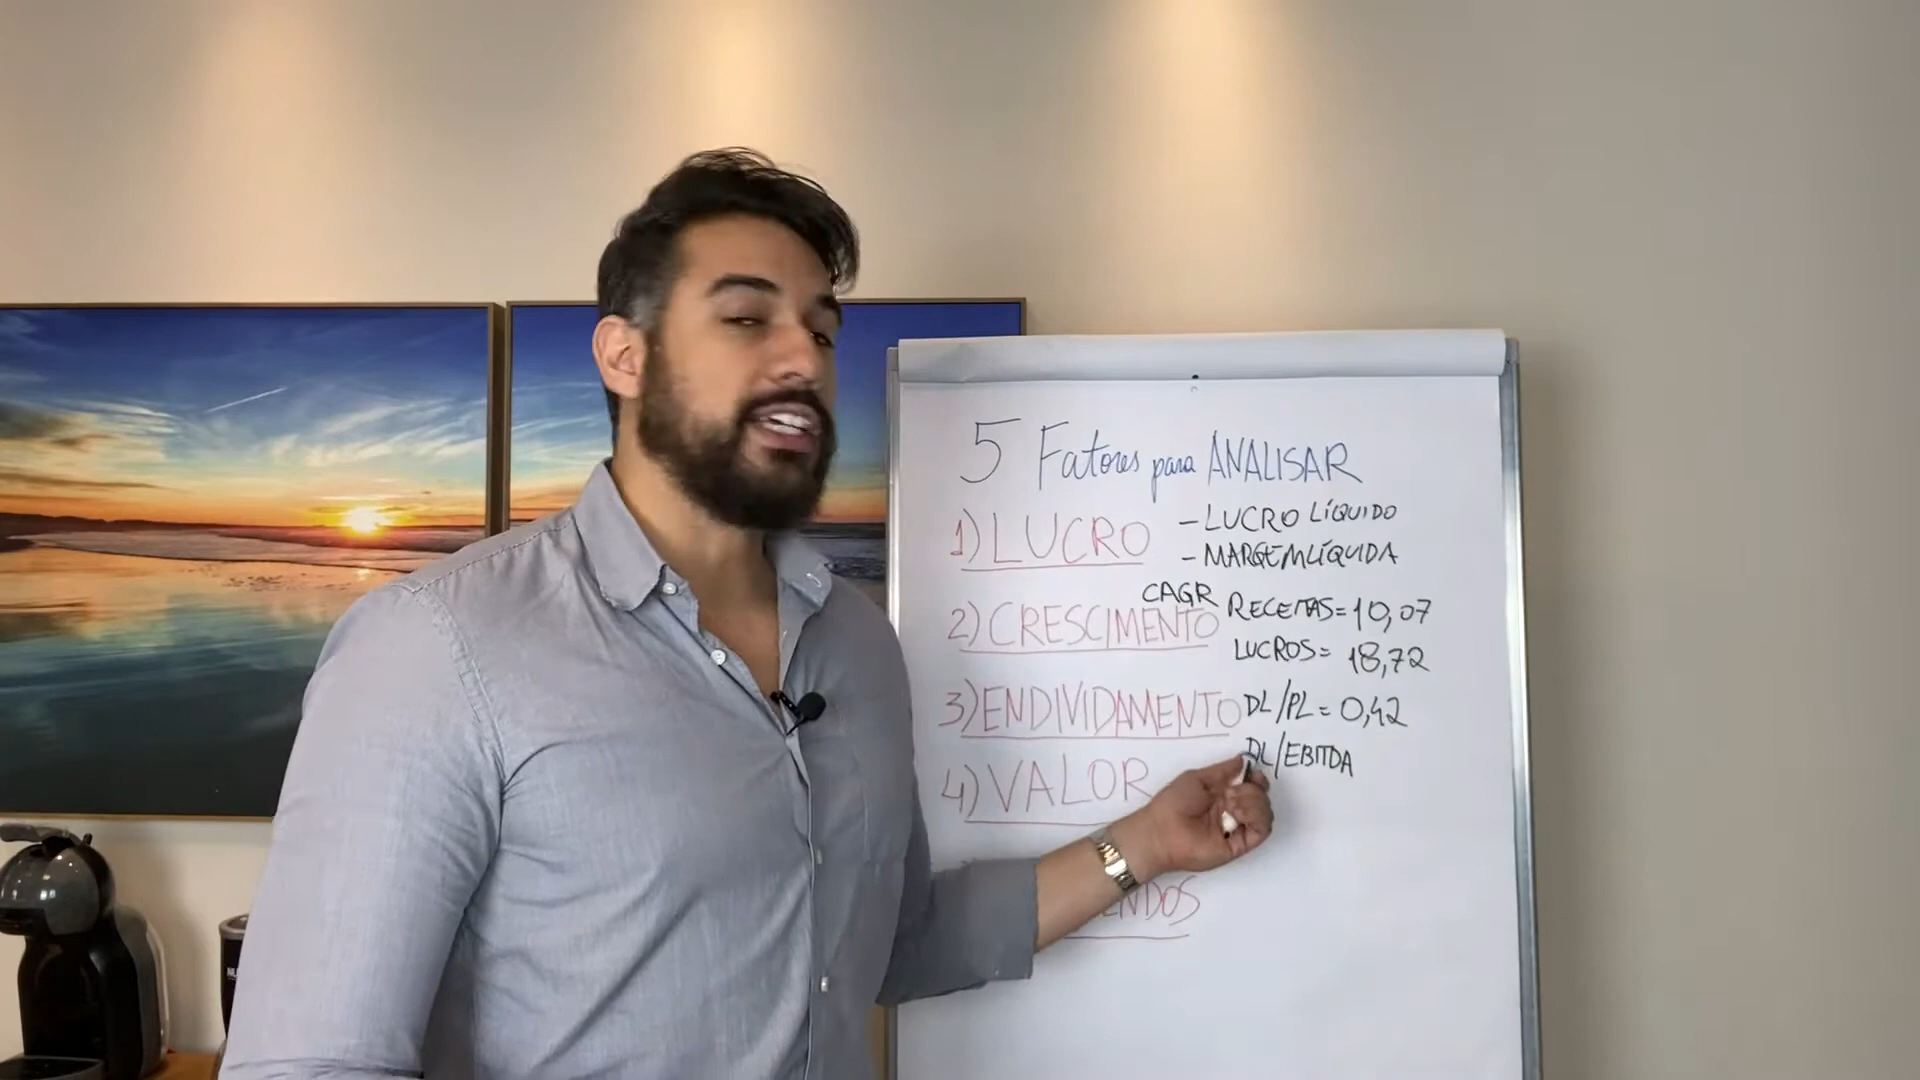 5 Fatores para ANALISAR
1) LUCRO
- LUCRO LÍQUIDO
- MARGEM LÍQUIDA
2) CRESCIMENTO
CAGR
RECEITAS = 10,07
LUCROS = 18,72
3) ENDIVIDAMENTO
DL/PL = 0,42
DL/EBITDA
4) VALOR